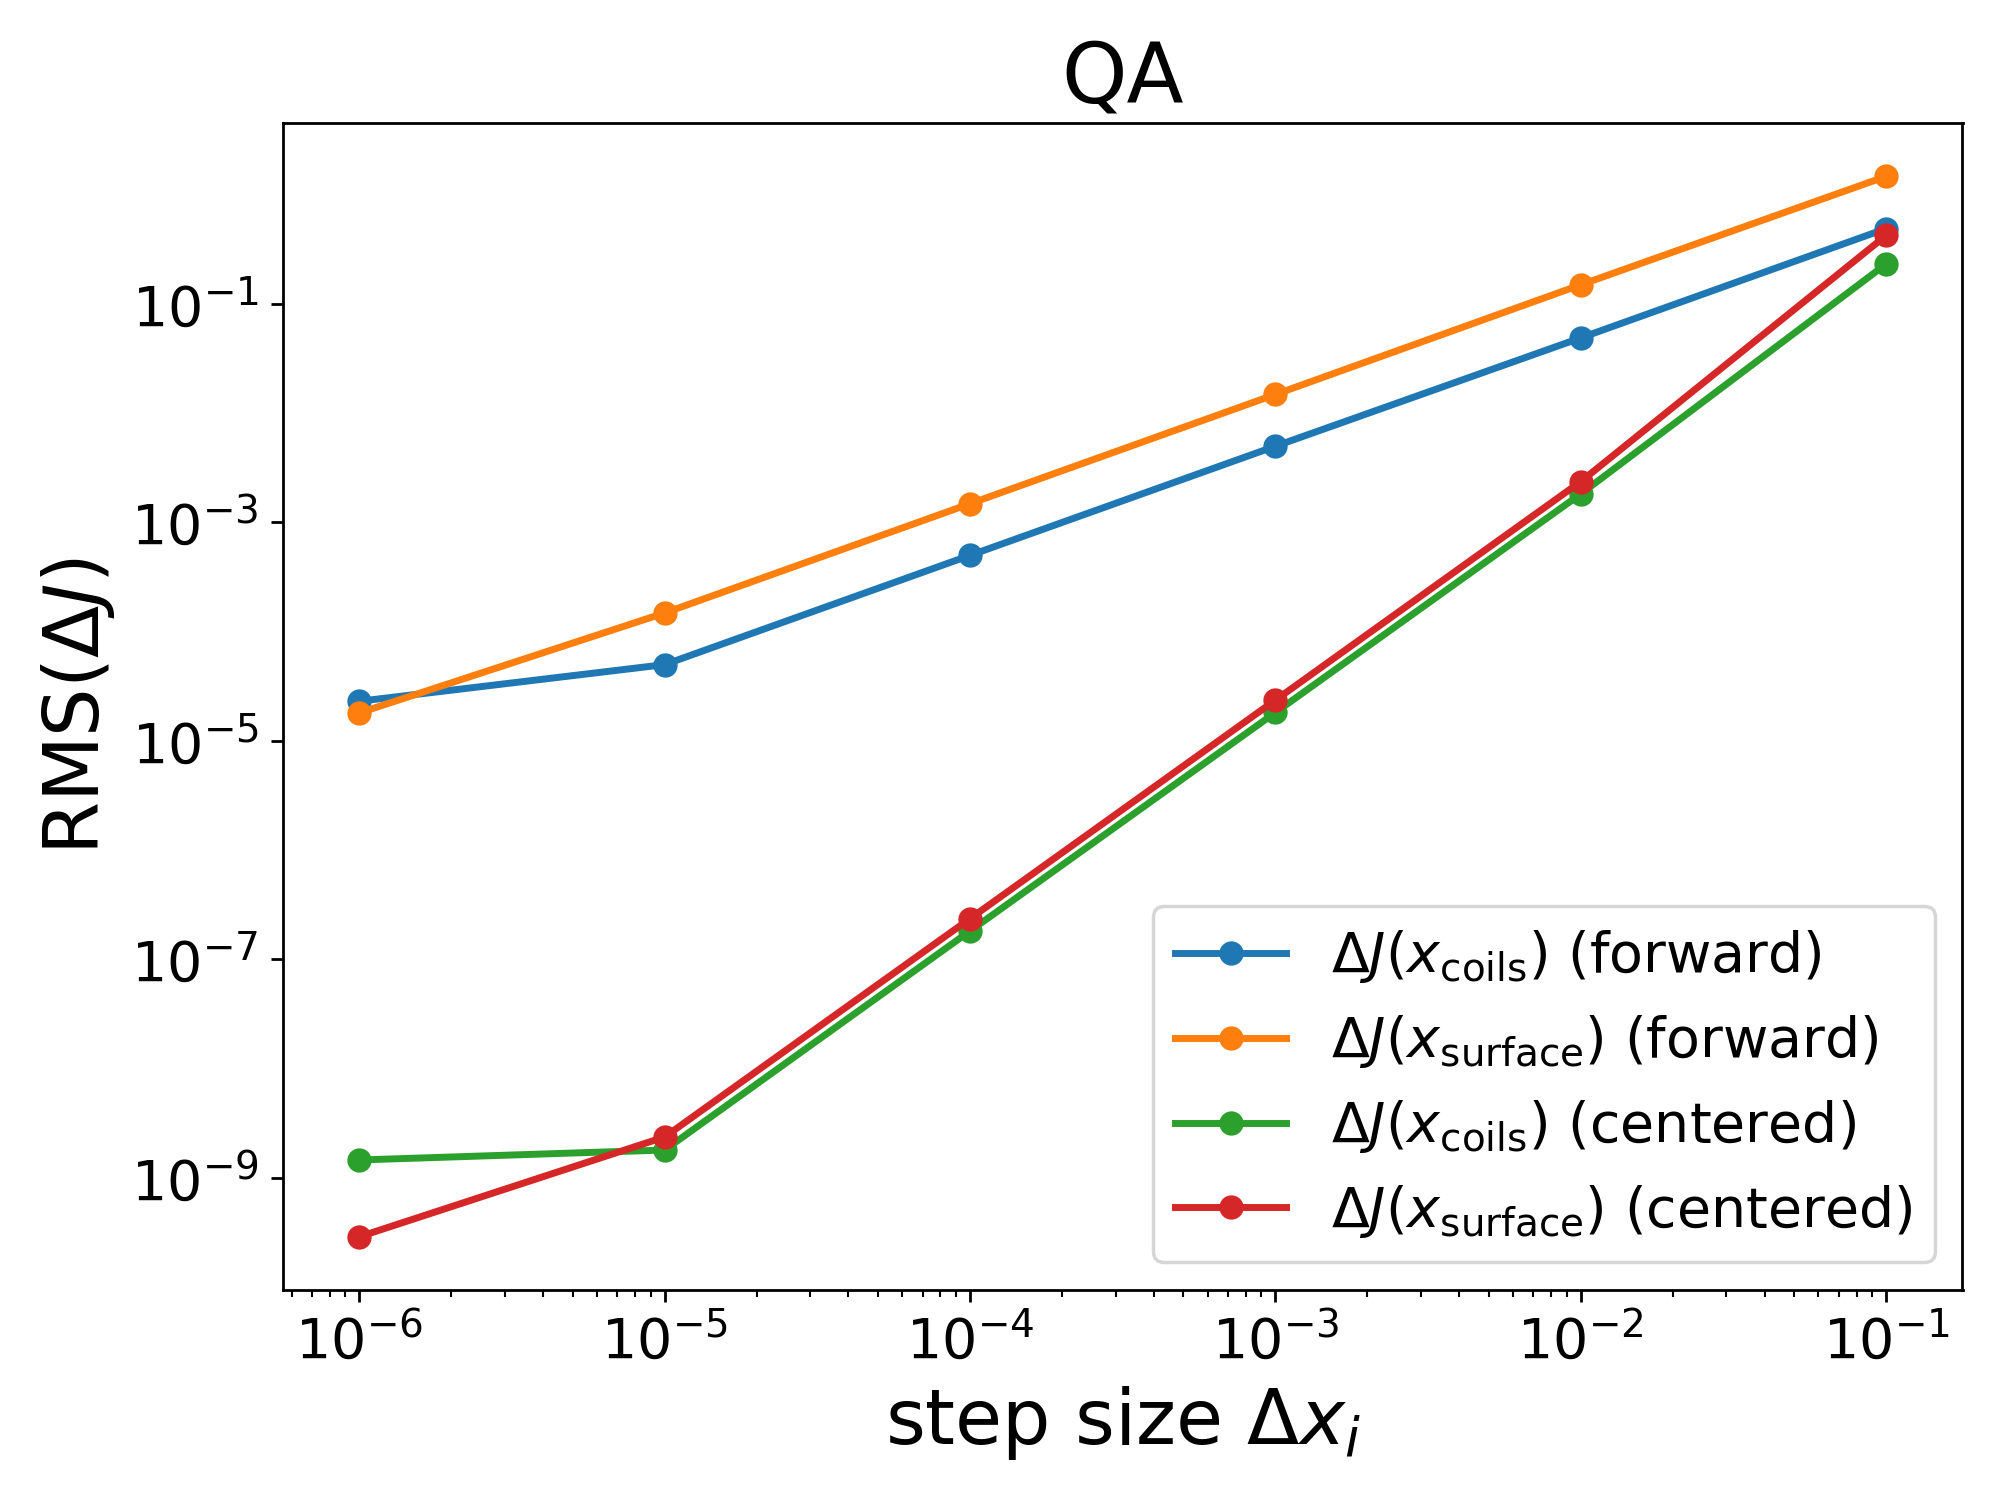 QA
RMS(ΔJ)
10⁻¹
10⁻³
10⁻⁵
10⁻⁷
10⁻⁹
ΔJ(x_coils) (forward)
ΔJ(x_surface) (forward)
ΔJ(x_coils) (centered)
ΔJ(x_surface) (centered)
10⁻⁶ 10⁻⁵ 10⁻⁴ 10⁻³ 10⁻² 10⁻¹
step size Δxᵢ